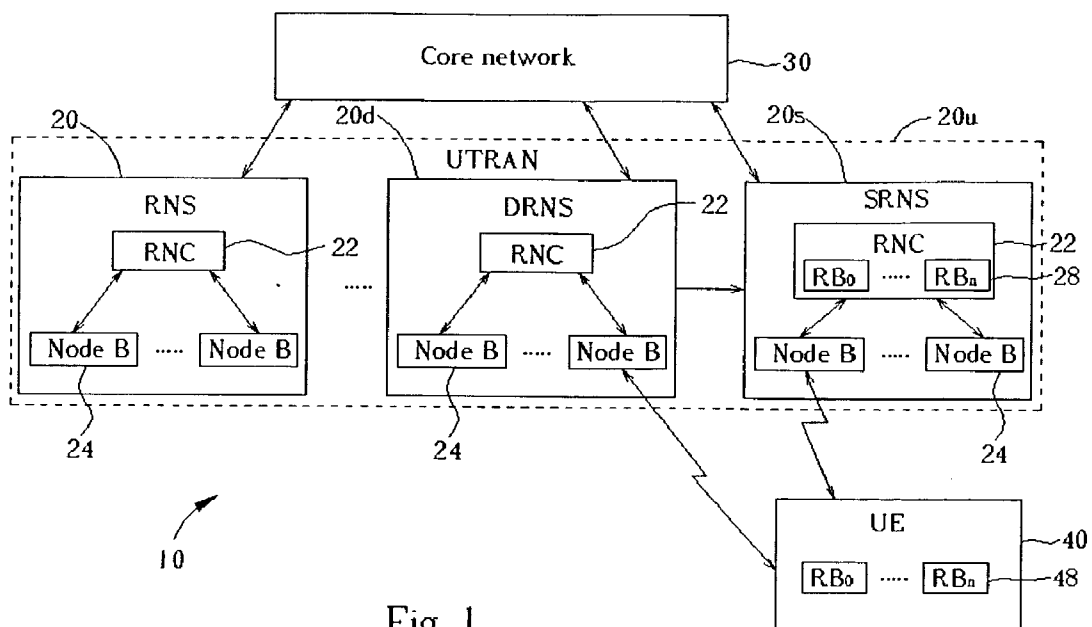 Core network
30
20
20d
20s
20u
UTRAN
RNS
DRNS
SRNS
RNC
22
RNC
22
RNC
22
RB0 ..... RBn
28
.....
Node B ..... Node B
Node B ..... Node B
Node B ..... Node B
24
24
24
10
UE
40
RB0 ..... RBn
48
Fig. 1